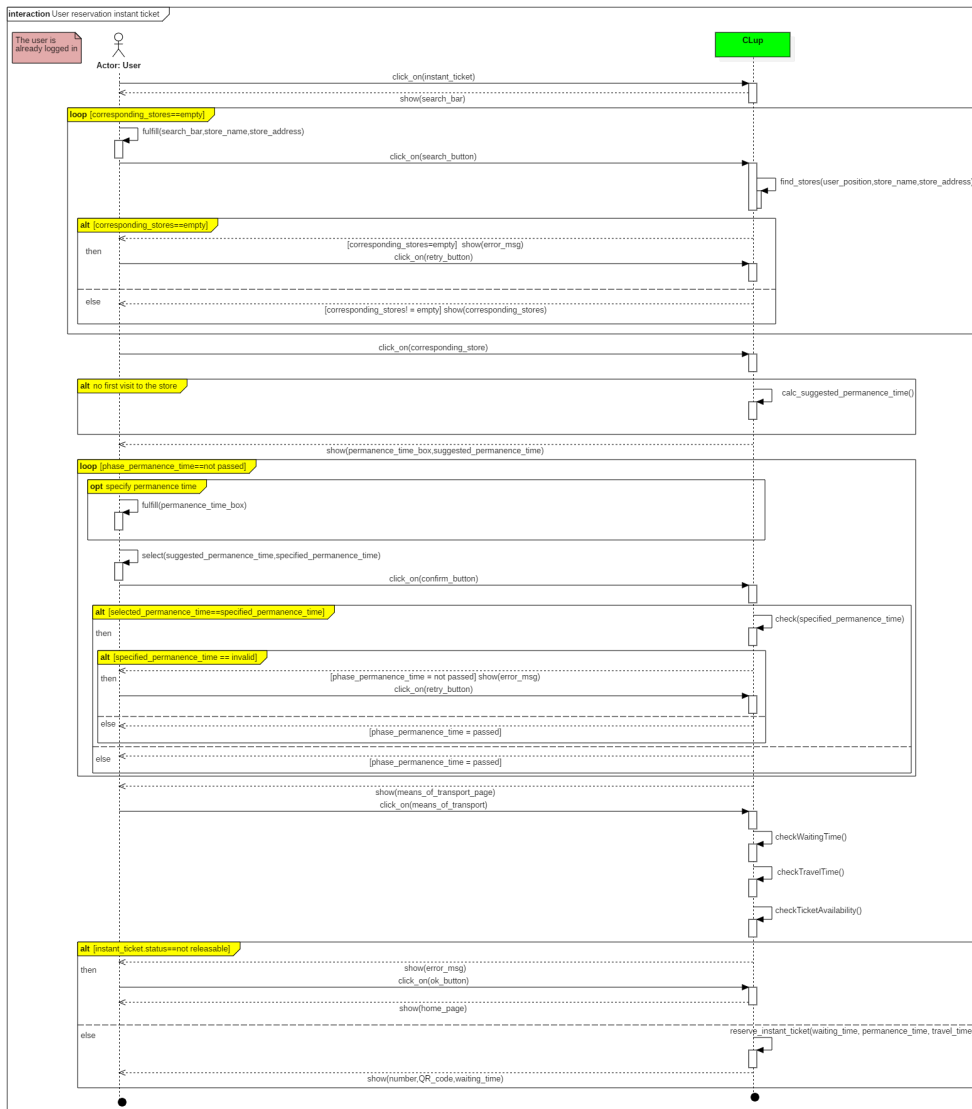 interaction User reservation instant ticket
The user is
already logged in
Actor: User
CLup
click_on(instant_ticket)
show(search_bar)
loop [corresponding_stores==empty]
fulfill(search_bar,store_name,store_address)
click_on(search_button)
find_stores(user_position,store_name,store_address)
alt [corresponding_stores==empty]
[corresponding_stores=empty] show(error_msg)
then
click_on(retry_button)
else
[corresponding_stores! = empty] show(corresponding_stores)
click_on(corresponding_store)
alt no first visit to the store
calc_suggested_permanence_time()
show(permanence_time_box,suggested_permanence_time)
loop [phase_permanence_time==not passed]
opt specify permanence time
fulfill(permanence_time_box)
select(suggested_permanence_time,specified_permanence_time)
click_on(confirm_button)
alt [selected_permanence_time==specified_permanence_time]
check(specified_permanence_time)
then
alt [specified_permanence_time == invalid]
then
[phase_permanence_time = not passed] show(error_msg)
click_on(retry_button)
else
[phase_permanence_time = passed]
else
[phase_permanence_time = passed]
show(means_of_transport_page)
click_on(means_of_transport)
checkWaitingTime()
checkTravelTime()
checkTicketAvailability()
alt [instant_ticket.status==not releasable]
then
show(error_msg)
click_on(ok_button)
show(home_page)
else
reserve_instant_ticket(waiting_time, permanence_time, travel_time
show(number,QR_code,waiting_time)